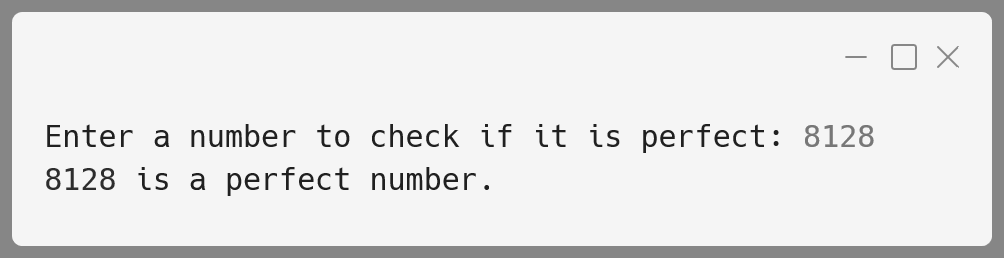 Enter a number to check if it is perfect: 8128
8128 is a perfect number.